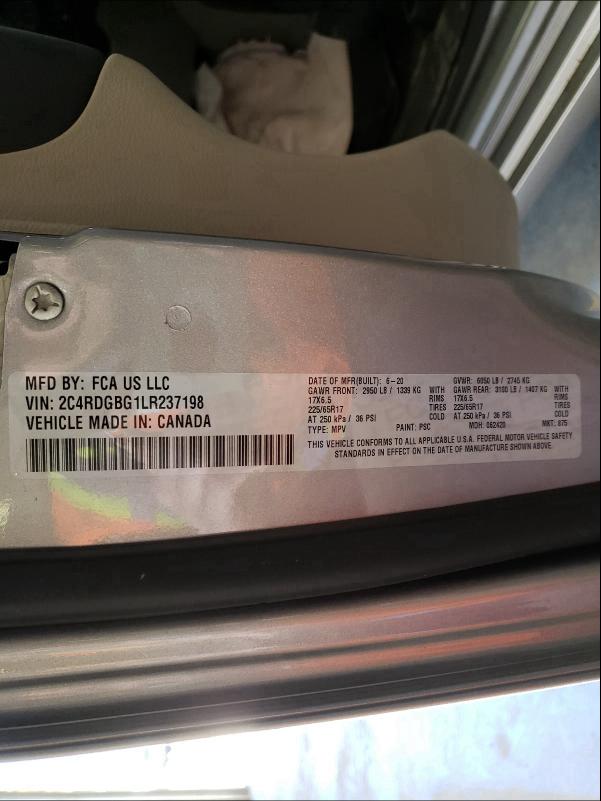 MFD BY: FCA US LLC
VIN: 2C4RDGBG1LR237198
VEHICLE MADE IN: CANADA
DATE OF MFR(BUILT): 6-20 GVWR: 6050 LB / 2745 KG
GAWR FRONT: 2950 LB / 1339 KG GAWR REAR: 3100 LB / 1407 KG
17X6.5 RIMS 17X6.5 RIMS
225/65R17 TIRES 225/65R17 TIRES
AT 250 kPa / 36 PSI COLD AT 250 kPa / 36 PSI COLD
TYPE: MPV PAINT: PSC MDH: 062420 MKT: 875
THIS VEHICLE CONFORMS TO ALL APPLICABLE U.S.A. FEDERAL MOTOR VEHICLE SAFETY
STANDARDS IN EFFECT ON THE DATE OF MANUFACTURE SHOWN ABOVE.